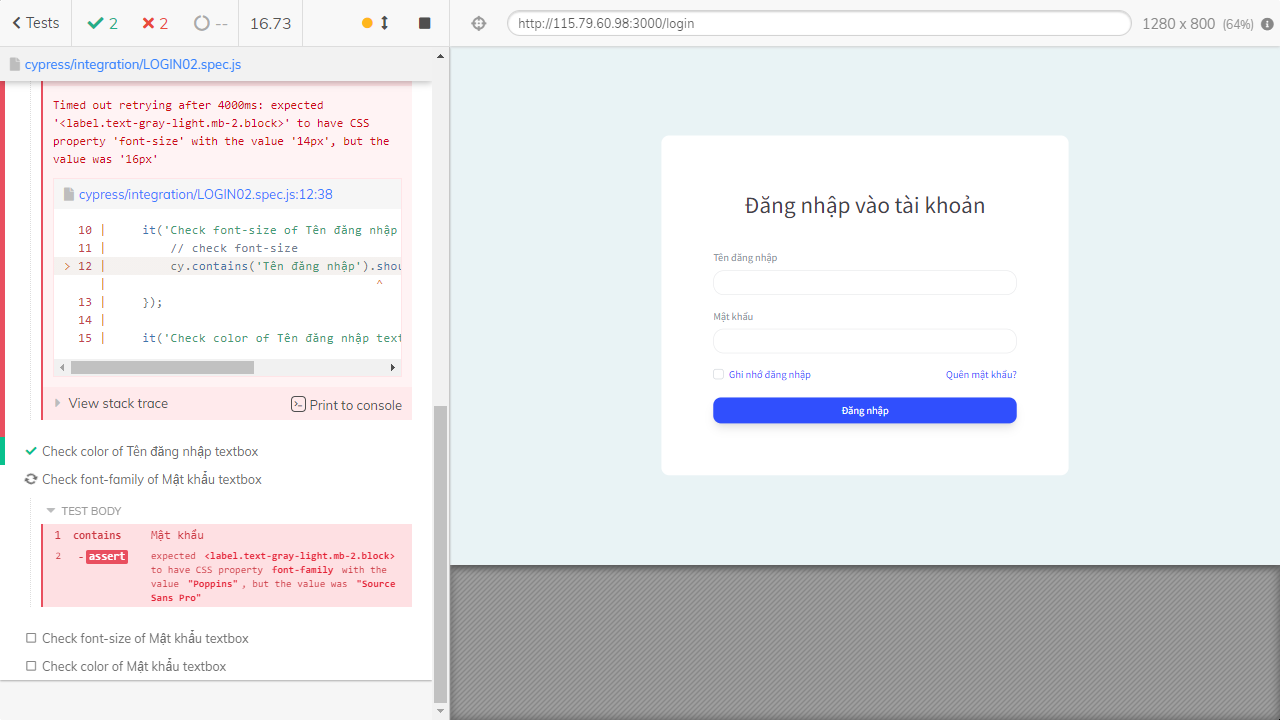 Tests
2
2
--
16.73
http://115.79.60.98:3000/login
1280 x 800 (64%)
cypress/integration/LOGIN02.spec.js
Timed out retrying after 4000ms: expected
'<label.text-gray-light.mb-2.block>' to have CSS
property 'font-size' with the value '14px', but the
value was '16px'
cypress/integration/LOGIN02.spec.js:12:38
10 | it('Check font-size of Tên đăng nhập
11 | // check font-size
> 12 | cy.contains('Tên đăng nhập').shou
| ^
13 | });
14 |
15 | it('Check color of Tên đăng nhập text
View stack trace
Print to console
Check color of Tên đăng nhập textbox
Check font-family of Mật khẩu textbox
TEST BODY
1 contains Mật khẩu
2 -assert expected <label.text-gray-light.mb-2.block>
to have CSS property font-family with the
value "Poppins", but the value was "Source
Sans Pro"
Check font-size of Mật khẩu textbox
Check color of Mật khẩu textbox
Đăng nhập vào tài khoản
Tên đăng nhập
Mật khẩu
Ghi nhớ đăng nhập
Quên mật khẩu?
Đăng nhập